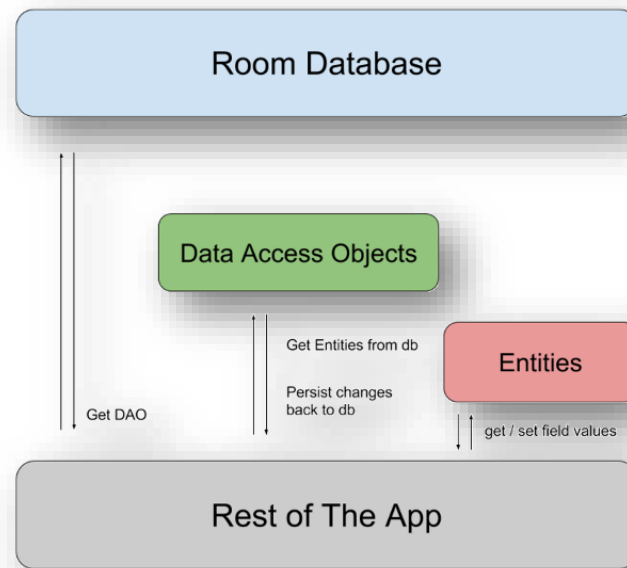 Room Database
Data Access Objects
Get Entities from db
Entities
Persist changes
back to db
Get DAO
get / set field values
Rest of The App